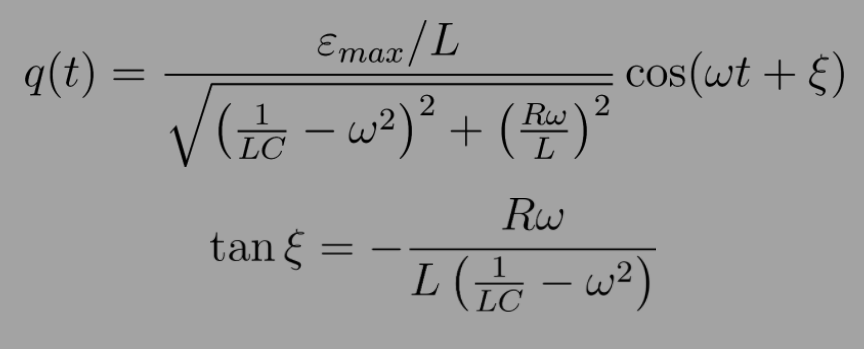 q(t) = \frac{\varepsilon_{max}/L}{\sqrt{\left(\frac{1}{LC} - \omega^2\right)^2 + \left(\frac{R\omega}{L}\right)^2}} \cos(\omega t + \xi)
\tan \xi = -\frac{R\omega}{L\left(\frac{1}{LC} - \omega^2\right)}